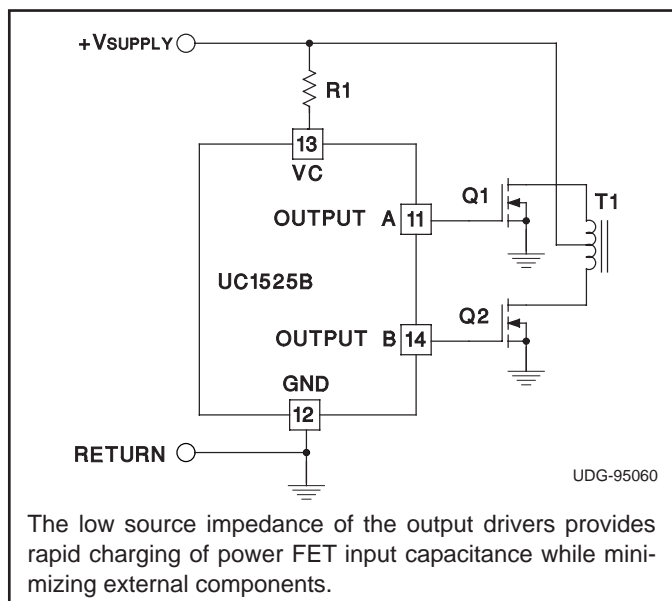 +VSUPPLY
R1
13
VC
Q1
T1
OUTPUT A 11
UC1525B
Q2
OUTPUT B 14
GND
12
RETURN
UDG-95060
The low source impedance of the output drivers provides
rapid charging of power FET input capacitance while mini-
mizing external components.